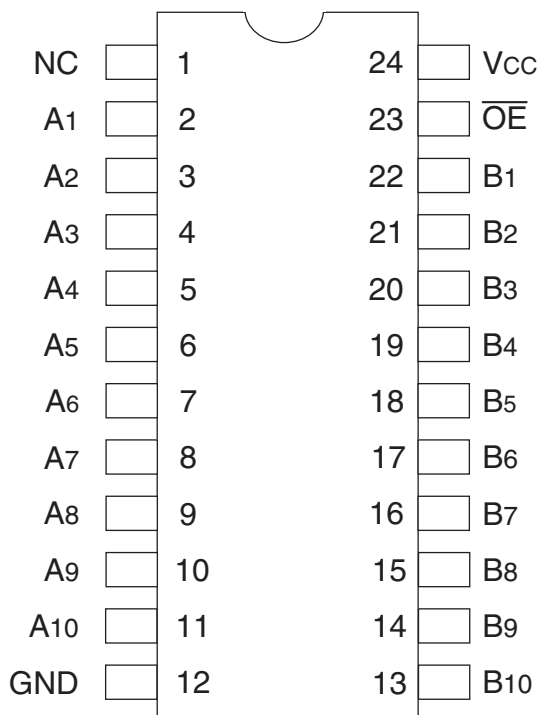 NC 1 24 VCC
A1 2 23 O̅E̅
A2 3 22 B1
A3 4 21 B2
A4 5 20 B3
A5 6 19 B4
A6 7 18 B5
A7 8 17 B6
A8 9 16 B7
A9 10 15 B8
A10 11 14 B9
GND 12 13 B10